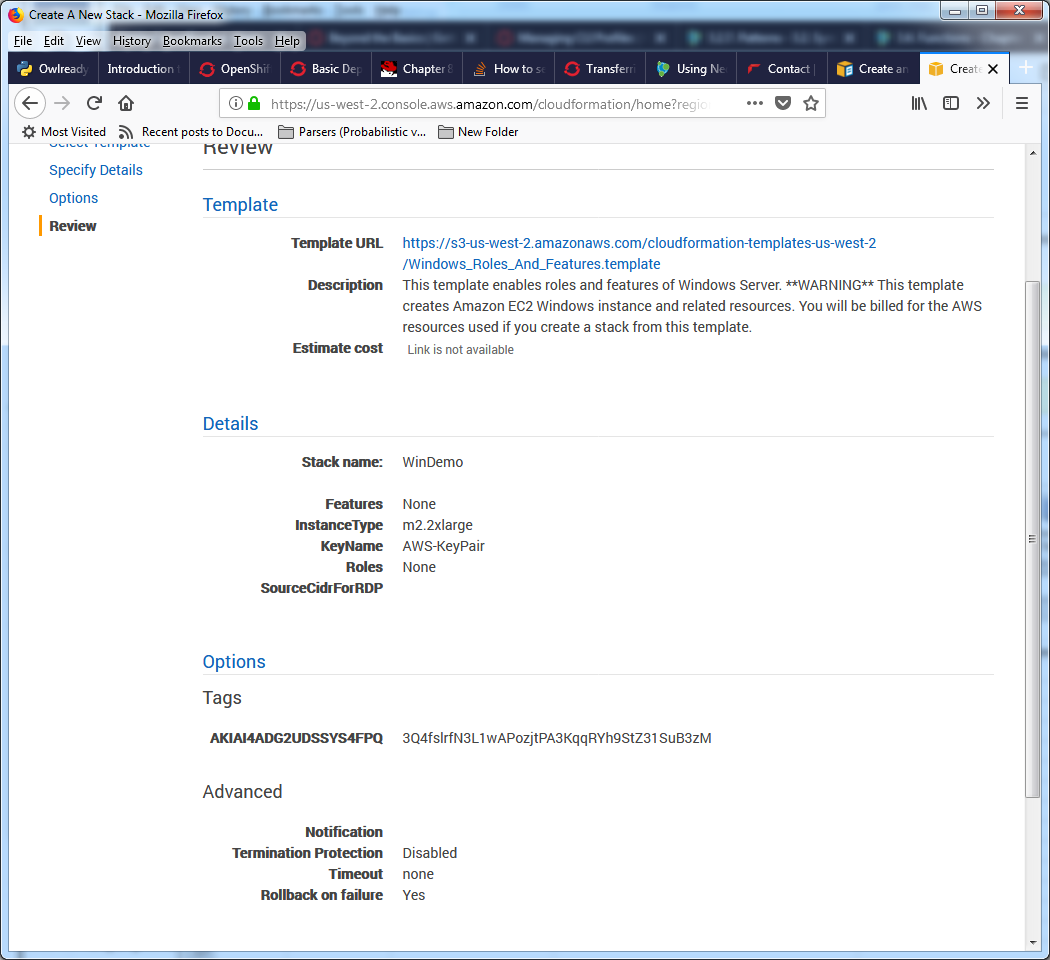 Create A New Stack - Mozilla Firefox
File Edit View History Bookmarks Tools Help
Owlready Introduction OpenShif Basic Dep Chapter 8 How to se Transferri Using Ne Contact Create an Create
https://us-west-2.console.aws.amazon.com/cloudformation/home?regio
Most Visited Recent posts to Docu... Parsers (Probabilistic v... New Folder
Select Template
Specify Details
Options
Review
Review
Template
Template URL https://s3-us-west-2.amazonaws.com/cloudformation-templates-us-west-2
/Windows_Roles_And_Features.template
Description This template enables roles and features of Windows Server. **WARNING** This template
creates Amazon EC2 Windows instance and related resources. You will be billed for the AWS
resources used if you create a stack from this template.
Estimate cost Link is not available
Details
Stack name: WinDemo
Features None
InstanceType m2.2xlarge
KeyName AWS-KeyPair
Roles None
SourceCidrForRDP
Options
Tags
AKIAI4ADG2UDSSYS4FPQ 3Q4fslrfN3L1wAPozjtPA3KqqRYh9StZ31SuB3zM
Advanced
Notification
Termination Protection Disabled
Timeout none
Rollback on failure Yes